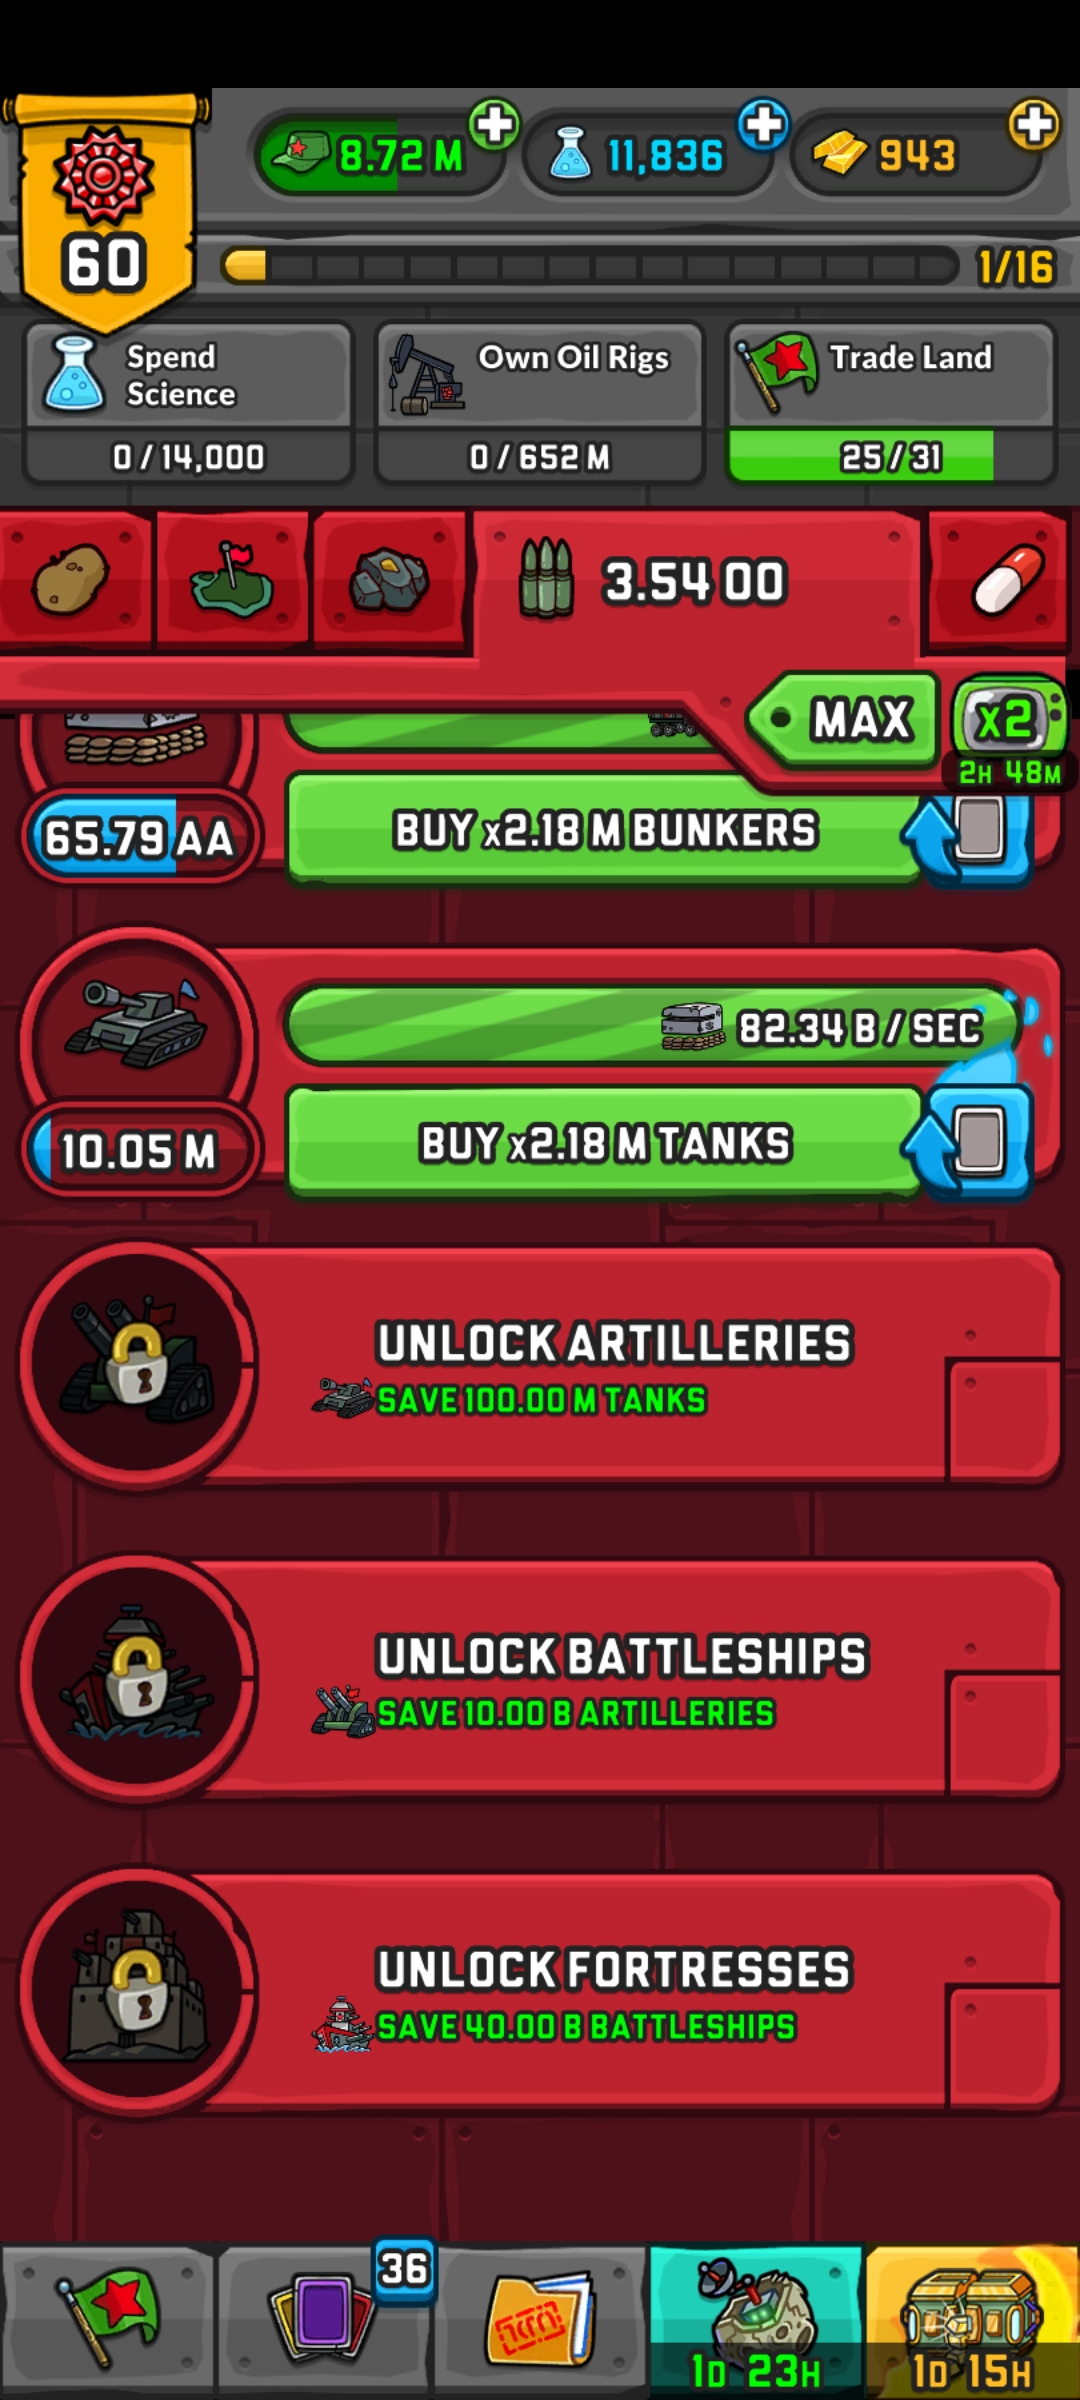 8.72 M
11,836
943
60
1/16
Spend
Science
Own Oil Rigs
Trade Land
0/14,000
0/652 M
25/31
3.54 OO
MAX
x2
2H 48M
65.79 AA
BUY x2.18 M BUNKERS
82.34 B / SEC
10.05 M
BUY x2.18 M TANKS
UNLOCK ARTILLERIES
SAVE 100.00 M TANKS
UNLOCK BATTLESHIPS
SAVE 10.00 B ARTILLERIES
UNLOCK FORTRESSES
SAVE 40.00 B BATTLESHIPS
36
1D 23H
1D 15H